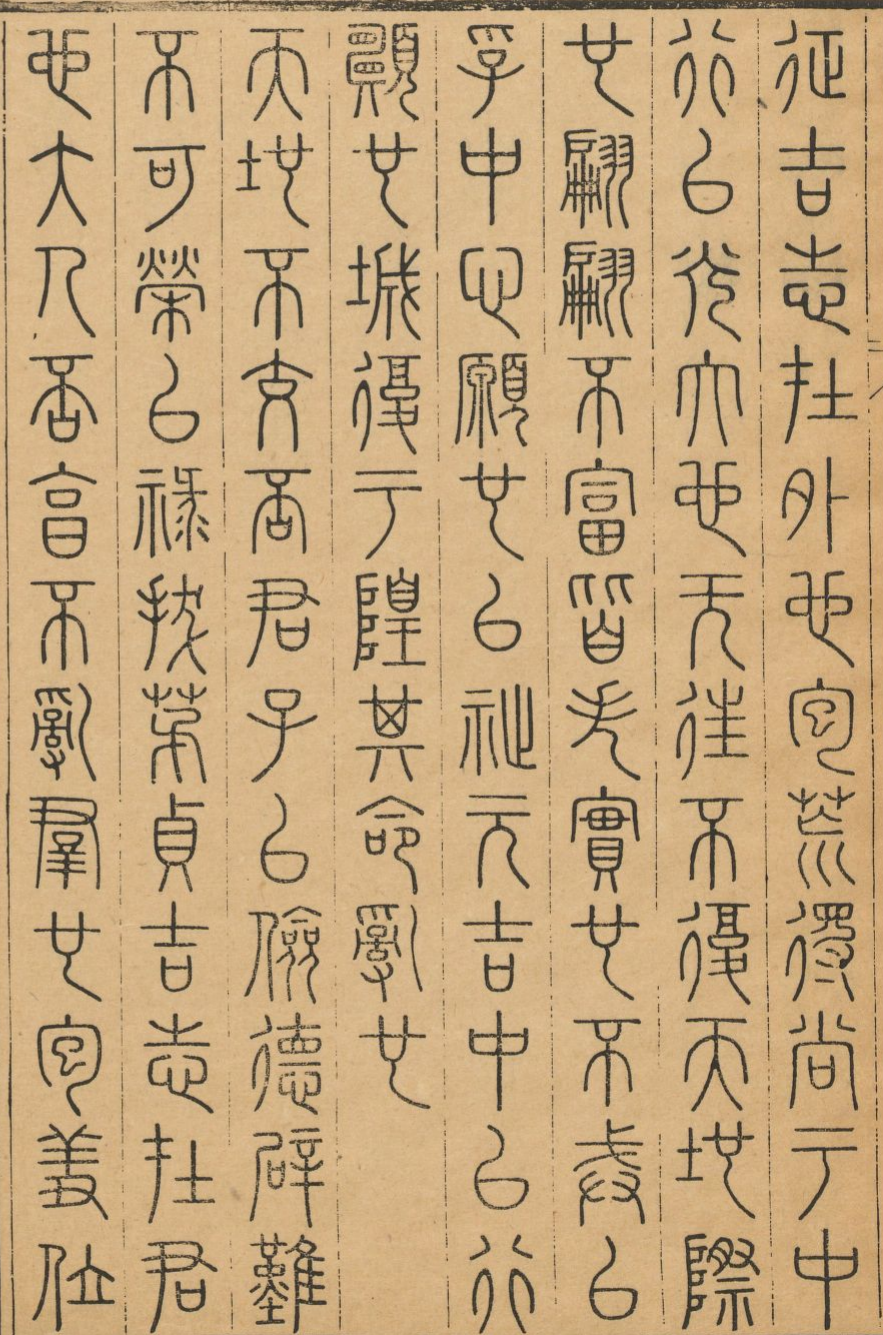 征吉志在外也包荒得尚于中
行以光大也无往不復天地際
也翩翩不富皆失實也不戒以
孚中心願也以祉元吉中以行
願也城復于隍其命亂也
天地不交否君子以儉德辟難
不可榮以祿拔茅貞吉志在君
也大人否亨不亂羣也包羞位